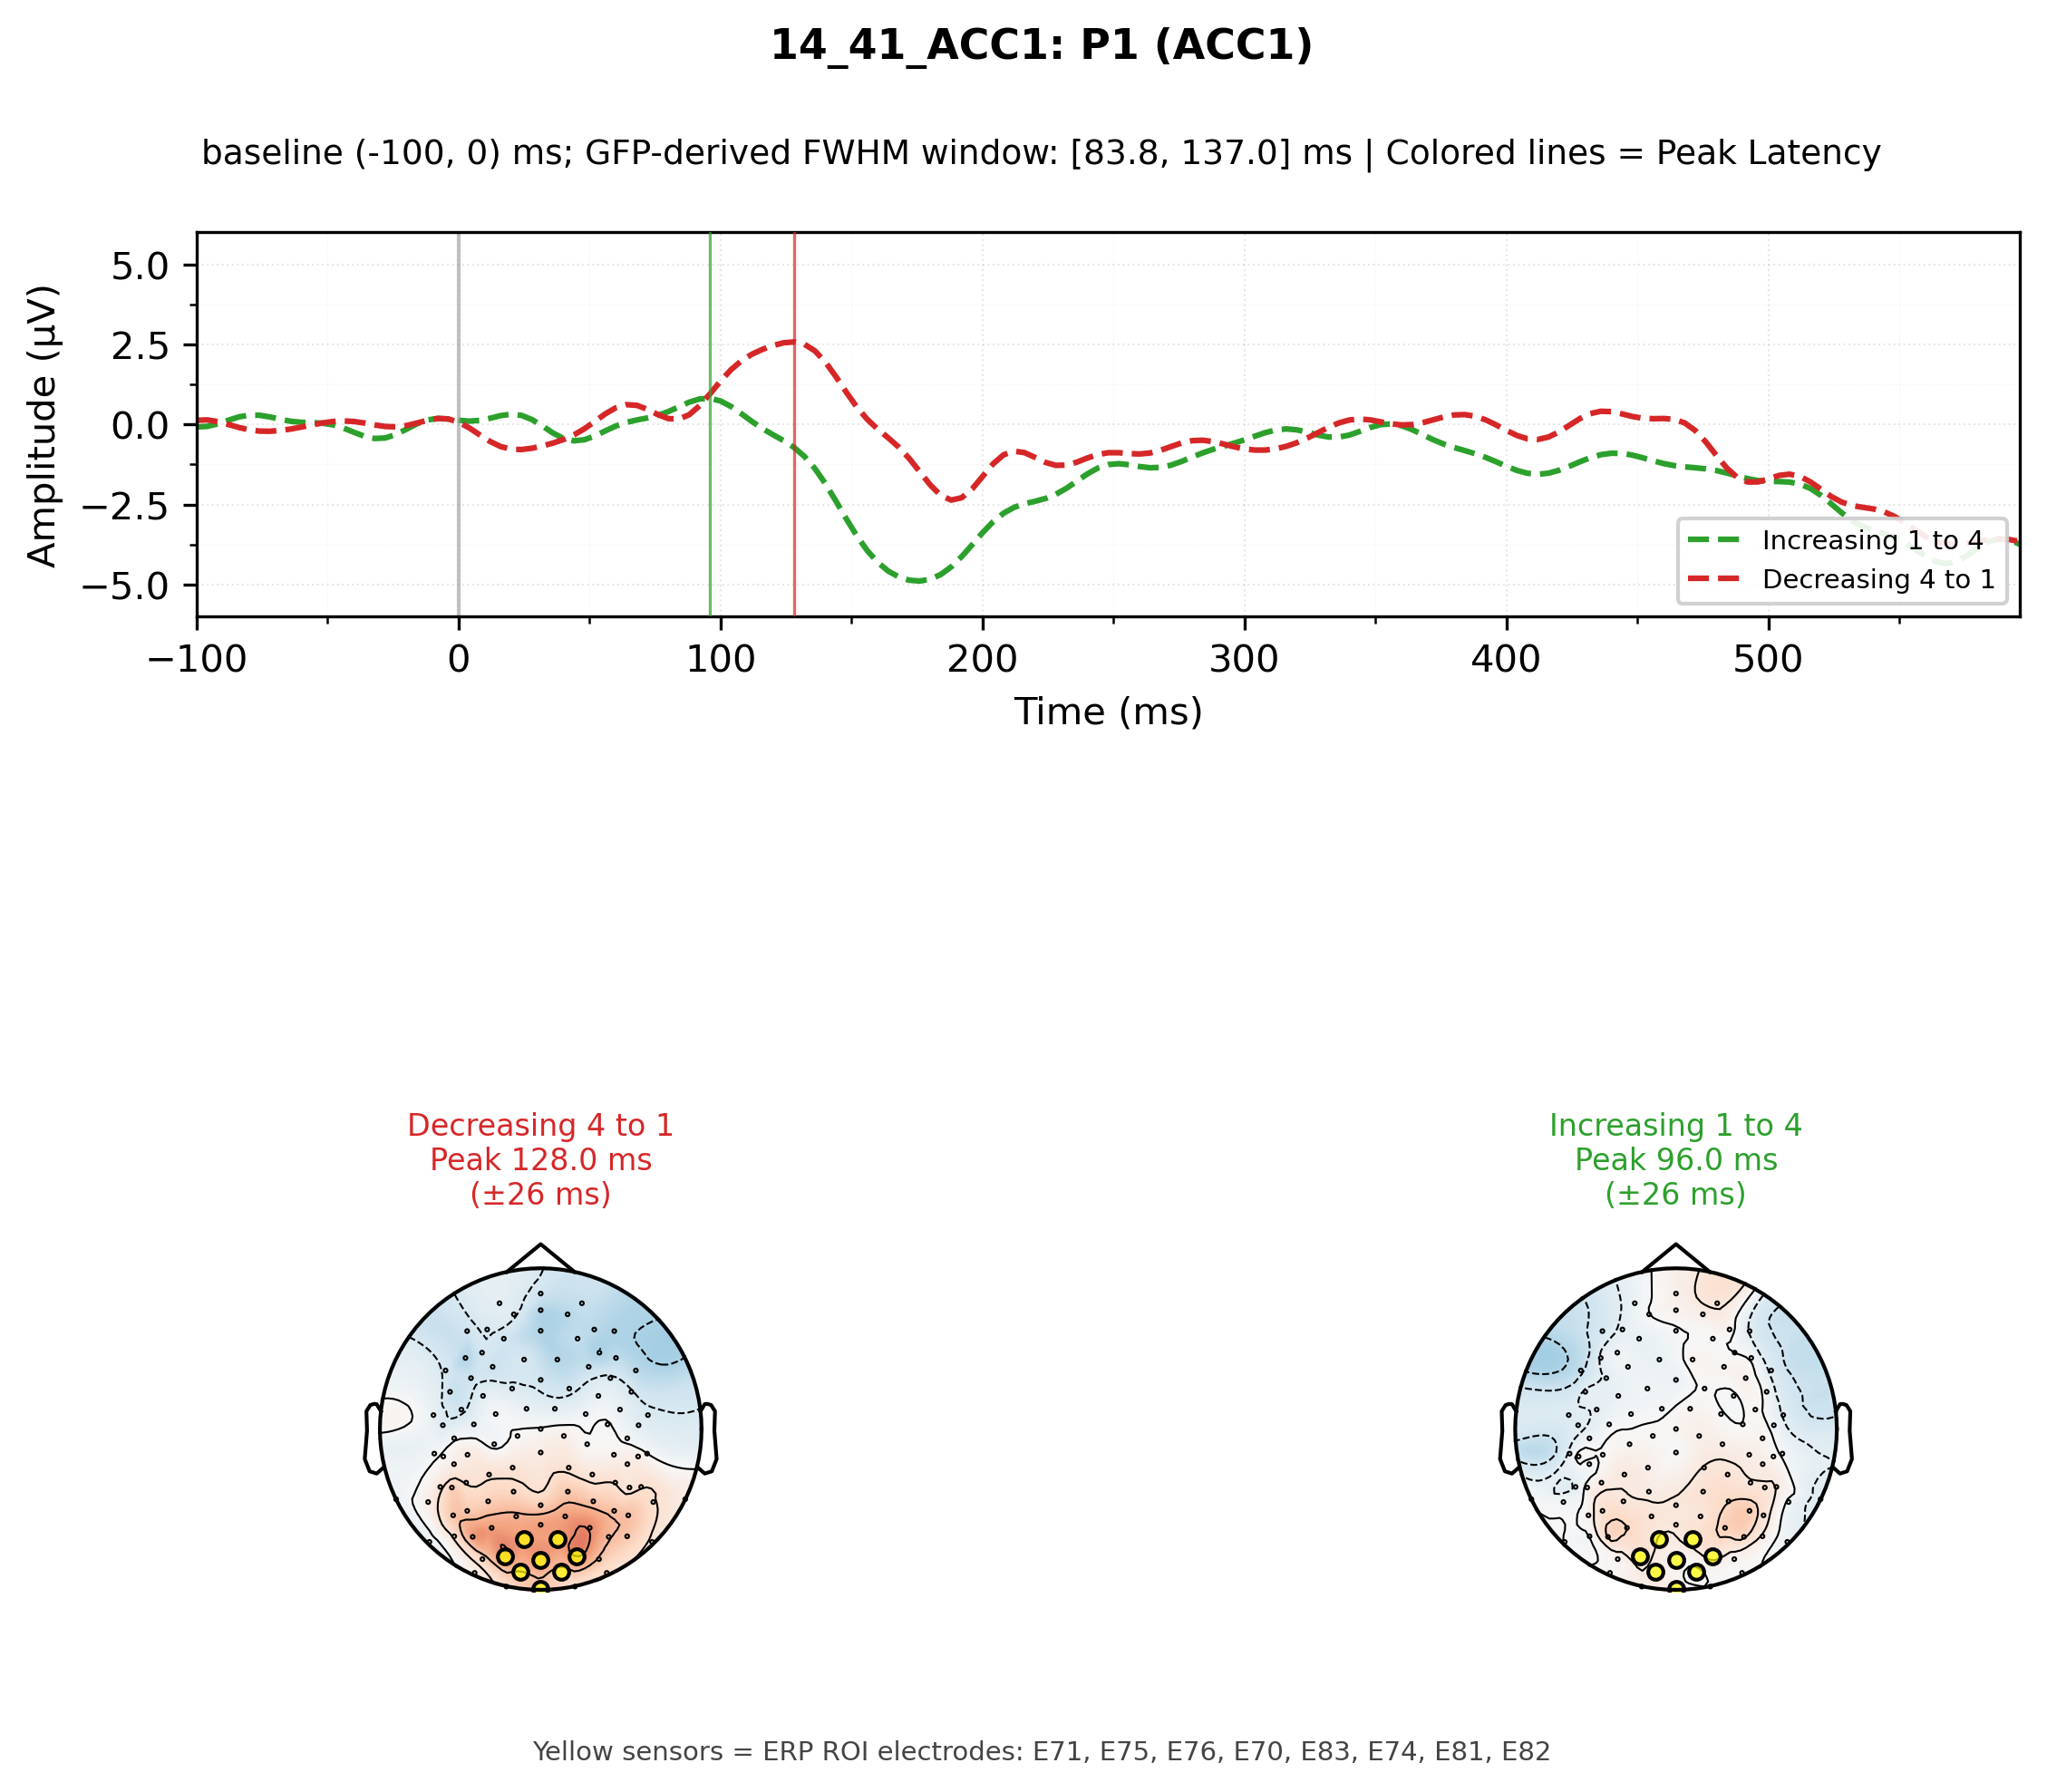 14_41_ACC1: P1 (ACC1)
baseline (-100, 0) ms; GFP-derived FWHM window: [83.8, 137.0] ms | Colored lines = Peak Latency
Amplitude (µV)
5.0
2.5
0.0
−2.5
−5.0
Increasing 1 to 4
Decreasing 4 to 1
−100
0
100
200
300
400
500
Time (ms)
Decreasing 4 to 1
Peak 128.0 ms
(±26 ms)
Increasing 1 to 4
Peak 96.0 ms
(±26 ms)
Yellow sensors = ERP ROI electrodes: E71, E75, E76, E70, E83, E74, E81, E82